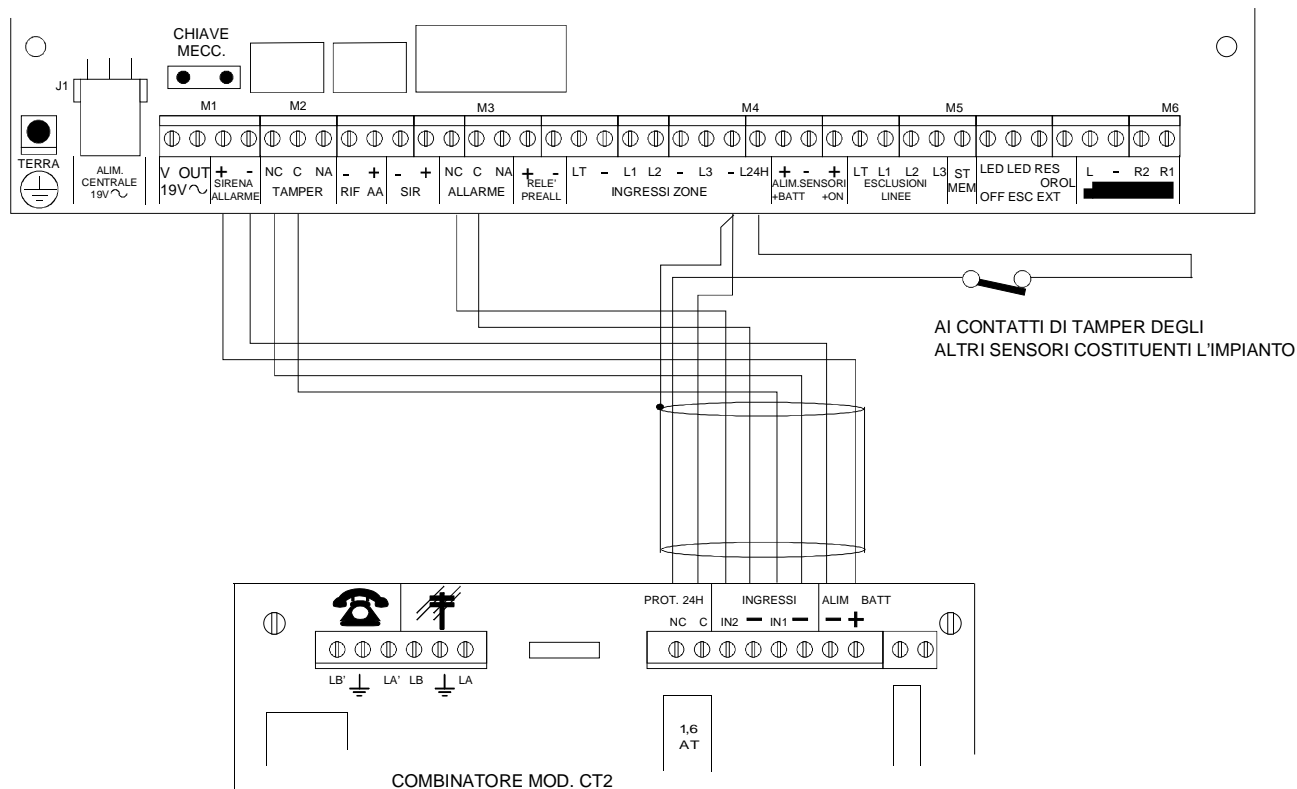 CHIAVE
MECC.
J1
M1 M2 M3 M4 M5 M6
TERRA
ALIM.
CENTRALE
19V
V OUT + -
19V SIRENA
ALLARME
NC C NA
TAMPER
- +
RIF AA
- +
SIR
NC C NA
ALLARME
+ -
RELE'
PREALL
LT - L1 L2 - L3 - L24H
INGRESSI ZONE
+ - +
ALIM.SENSORI
+BATT +ON
LT L1 L2 L3
ESCLUSIONI
LINEE
ST
MEM
LED LED RES
OROL
OFF ESC EXT
L - R2 R1
AI CONTATTI DI TAMPER DEGLI
ALTRI SENSORI COSTITUENTI L'IMPIANTO
PROT. 24H INGRESSI ALIM BATT
NC C IN2 - IN1 - - +
LB' LA' LB LA
1,6
AT
COMBINATORE MOD. CT2